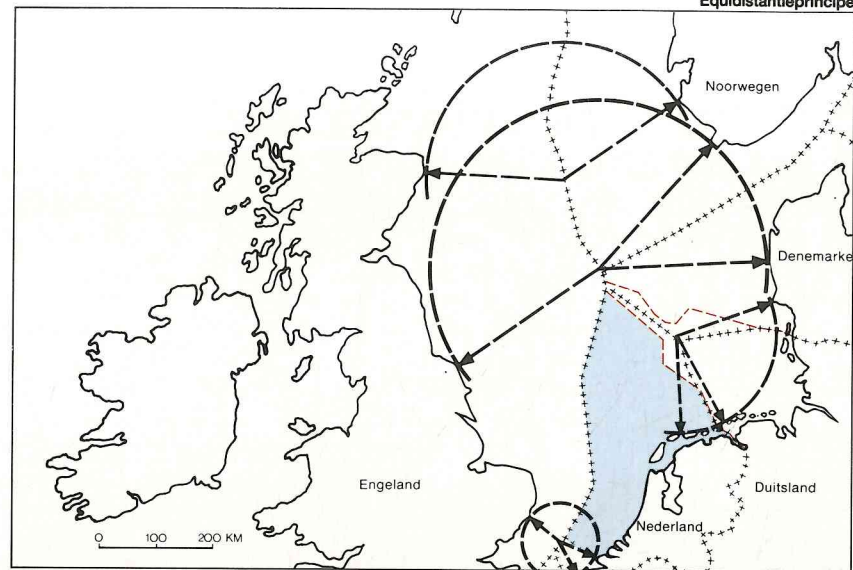 Equidistantieprincipe
Noorwegen
Denemarke
Engeland
Duitsland
Nederland
0 100 200 KM